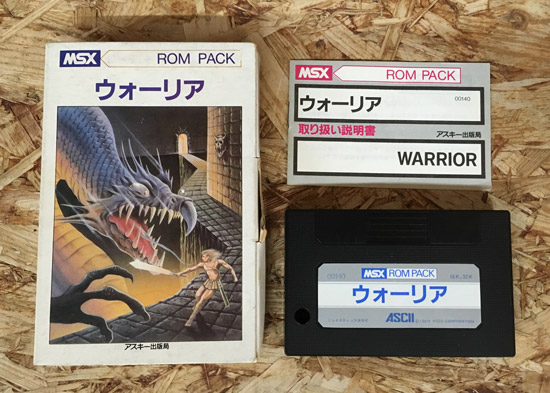 MSX ROM PACK
ウォーリア
アスキー出版局
MSX ROM PACK
ウォーリア
00140
取り扱い説明書
アスキー出版局
WARRIOR
00140
MSX ROM PACK
ウォーリア
ASCII